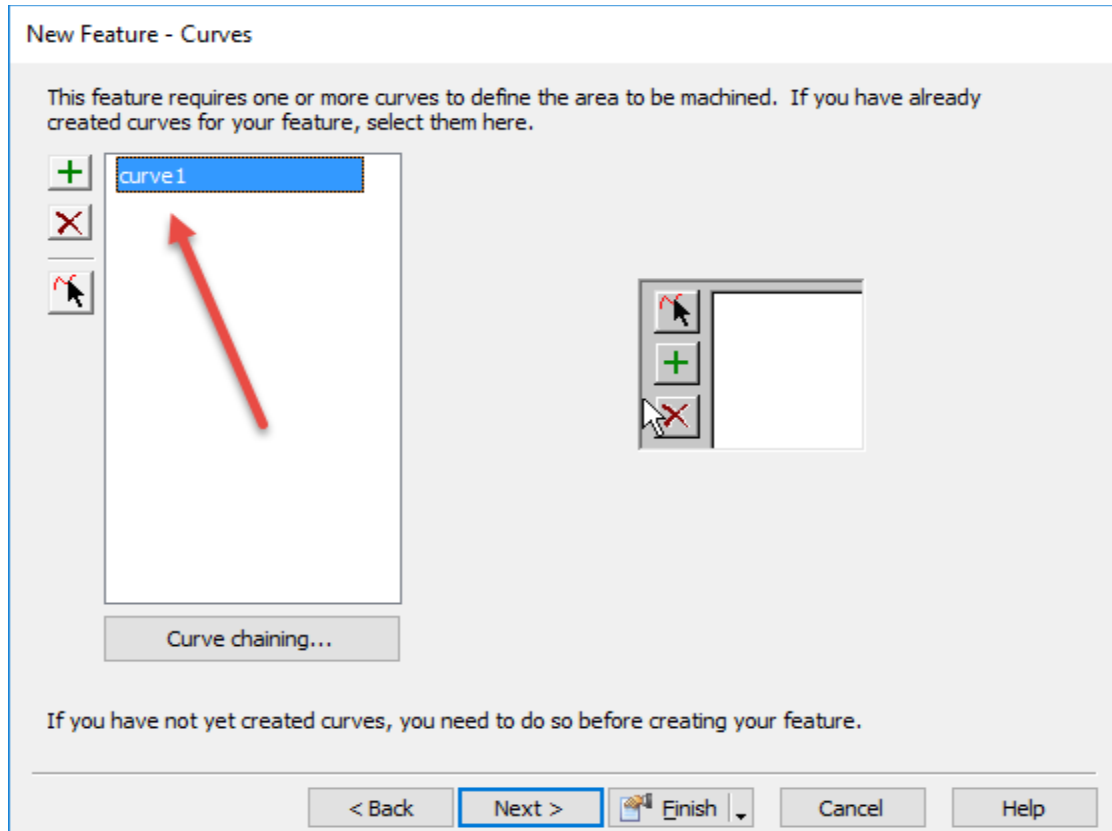 New Feature - Curves
This feature requires one or more curves to define the area to be machined.  If you have already
created curves for your feature, select them here.
curve1
Curve chaining...
If you have not yet created curves, you need to do so before creating your feature.
< Back
Next >
Finish
Cancel
Help